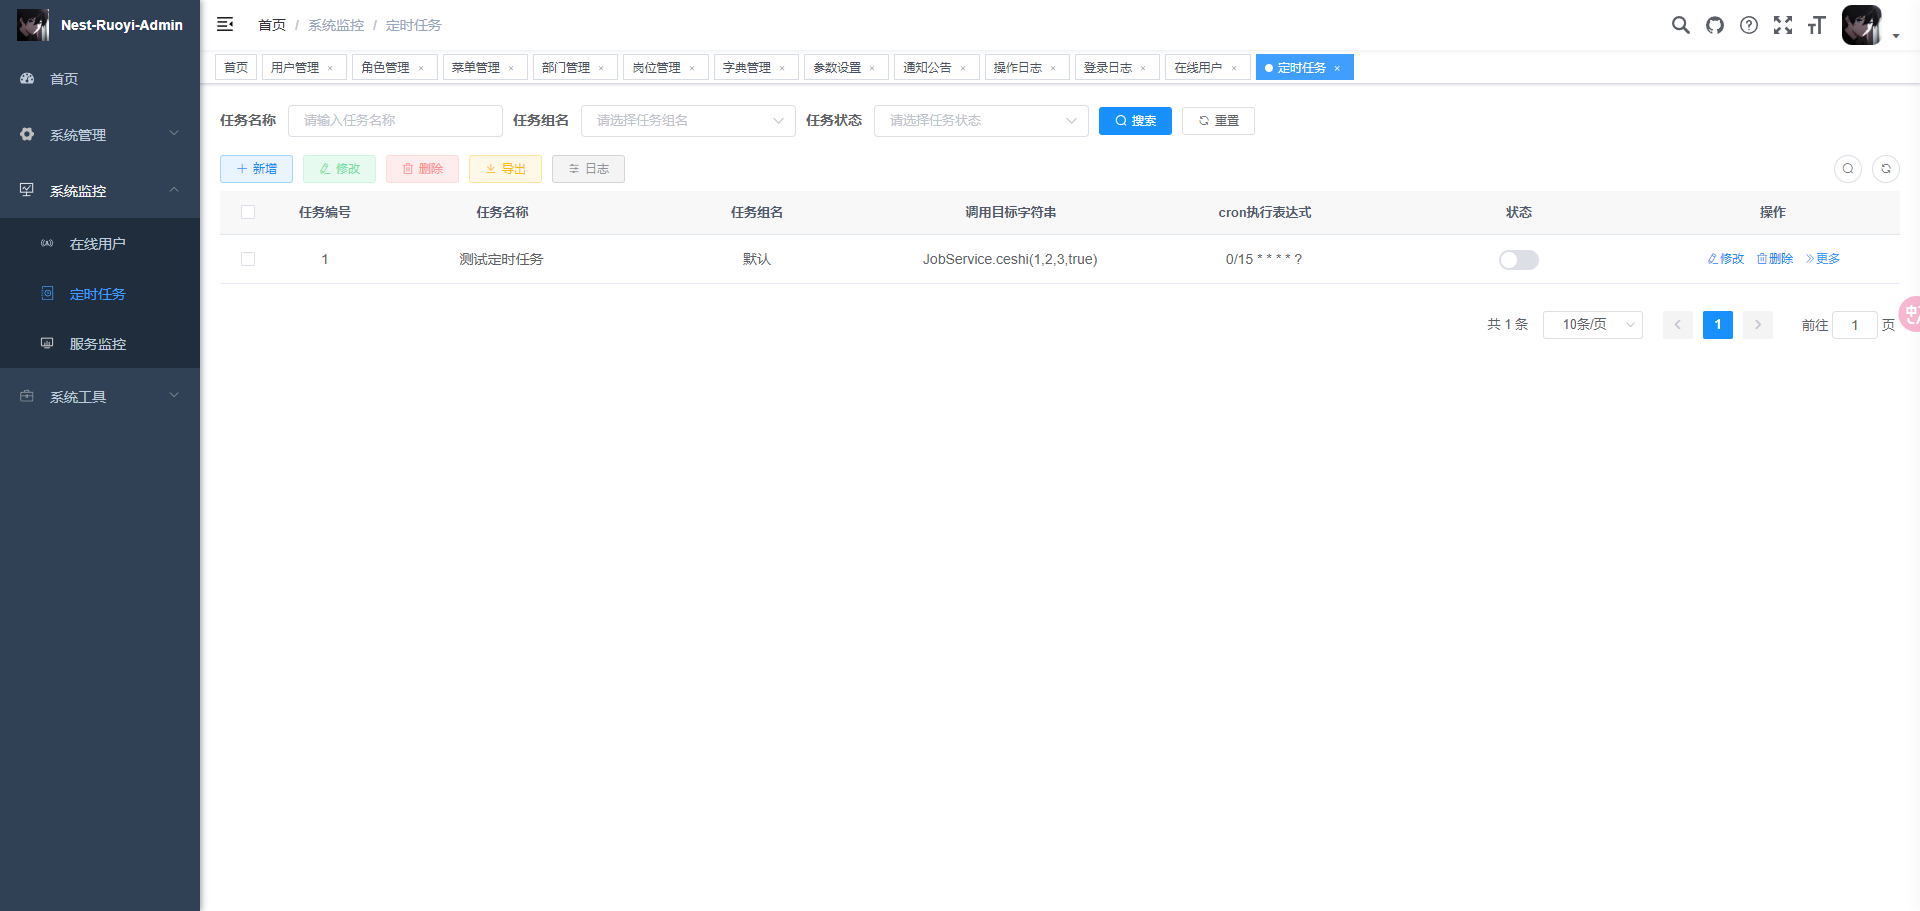 Nest-Ruoyi-Admin
首页
系统管理
系统监控
在线用户
定时任务
服务监控
系统工具
首页 / 系统监控 / 定时任务
首页 用户管理 × 角色管理 × 菜单管理 × 部门管理 × 岗位管理 × 字典管理 × 参数设置 × 通知公告 × 操作日志 × 登录日志 × 在线用户 × 定时任务 ×
任务名称 请输入任务名称 任务组名 请选择任务组名 任务状态 请选择任务状态 搜索 重置
新增 修改 删除 导出 日志
任务编号 任务名称 任务组名 调用目标字符串 cron执行表达式 状态 操作
1 测试定时任务 默认 JobService.ceshi(1,2,3,true) 0/15 * * * * ? 修改 删除 更多
共 1 条 10条/页 1 前往 1 页
中